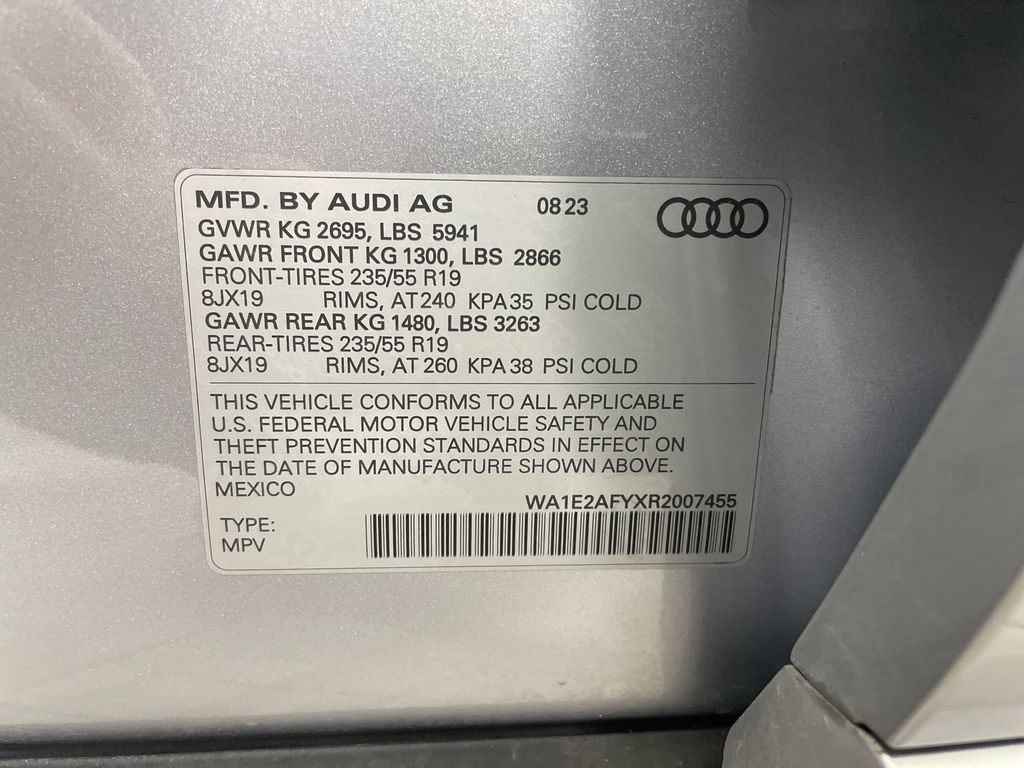 MFD. BY AUDI AG 08 23
GVWR KG 2695, LBS 5941
GAWR FRONT KG 1300, LBS 2866
FRONT-TIRES 235/55 R19
8JX19 RIMS, AT 240 KPA 35 PSI COLD
GAWR REAR KG 1480, LBS 3263
REAR-TIRES 235/55 R19
8JX19 RIMS, AT 260 KPA 38 PSI COLD
THIS VEHICLE CONFORMS TO ALL APPLICABLE
U.S. FEDERAL MOTOR VEHICLE SAFETY AND
THEFT PREVENTION STANDARDS IN EFFECT ON
THE DATE OF MANUFACTURE SHOWN ABOVE.
MEXICO
WA1E2AFYXR2007455
TYPE:
MPV